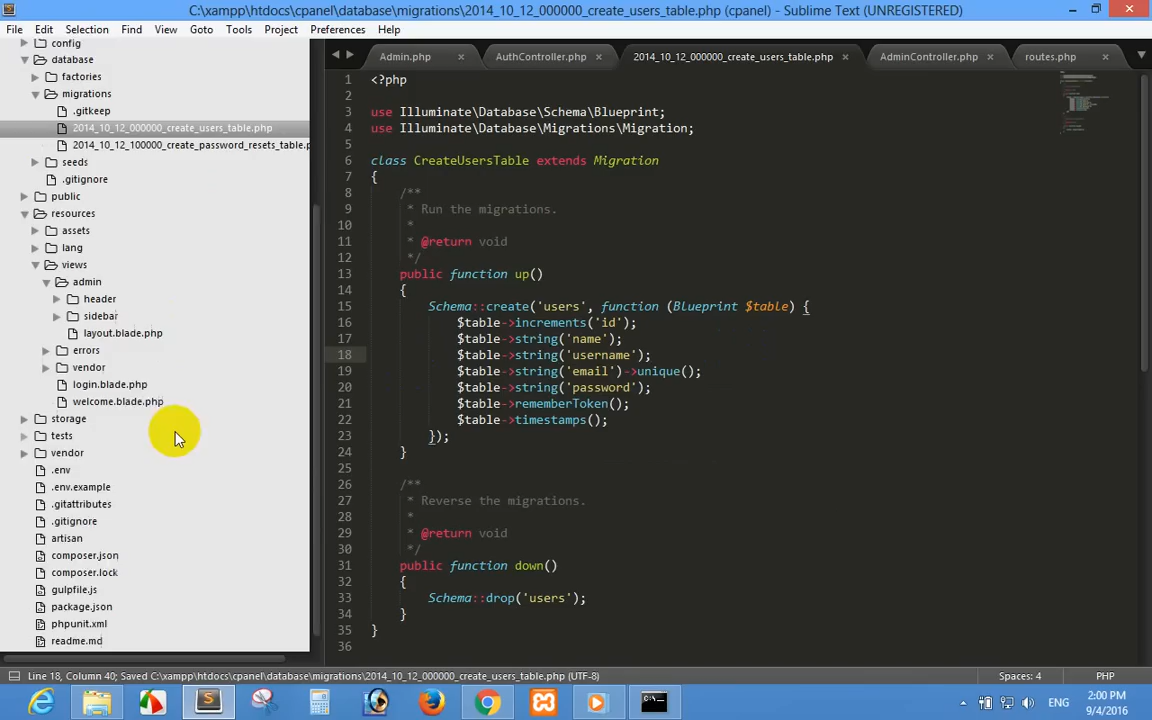 C:\xampp\htdocs\cpanel\database\migrations\2014_10_12_000000_create_users_table.php (cpanel) - Sublime Text (UNREGISTERED)
File Edit Selection Find View Goto Tools Project Preferences Help
config
database
factories
migrations
.gitkeep
2014_10_12_000000_create_users_table.php
2014_10_12_100000_create_password_resets_table.p
seeds
.gitignore
public
resources
assets
lang
views
admin
header
sidebar
layout.blade.php
errors
vendor
login.blade.php
welcome.blade.php
storage
tests
vendor
.env
.env.example
.gitattributes
.gitignore
artisan
composer.json
composer.lock
gulpfile.js
package.json
phpunit.xml
readme.md
Admin.php × AuthController.php × 2014_10_12_000000_create_users_table.php × AdminController.php × routes.php ×
1 <?php
2
3 use Illuminate\Database\Schema\Blueprint;
4 use Illuminate\Database\Migrations\Migration;
5
6 class CreateUsersTable extends Migration
7 {
8 /**
9 * Run the migrations.
10 *
11 * @return void
12 */
13 public function up()
14 {
15 Schema::create('users', function (Blueprint $table) {
16 $table->increments('id');
17 $table->string('name');
18 $table->string('username');
19 $table->string('email')->unique();
20 $table->string('password');
21 $table->rememberToken();
22 $table->timestamps();
23 });
24 }
25
26 /**
27 * Reverse the migrations.
28 *
29 * @return void
30 */
31 public function down()
32 {
33 Schema::drop('users');
34 }
35 }
36
Line 18, Column 40; Saved C:\xampp\htdocs\cpanel\database\migrations\2014_10_12_000000_create_users_table.php (UTF-8) Spaces: 4 PHP
ENG
2:00 PM
9/4/2016